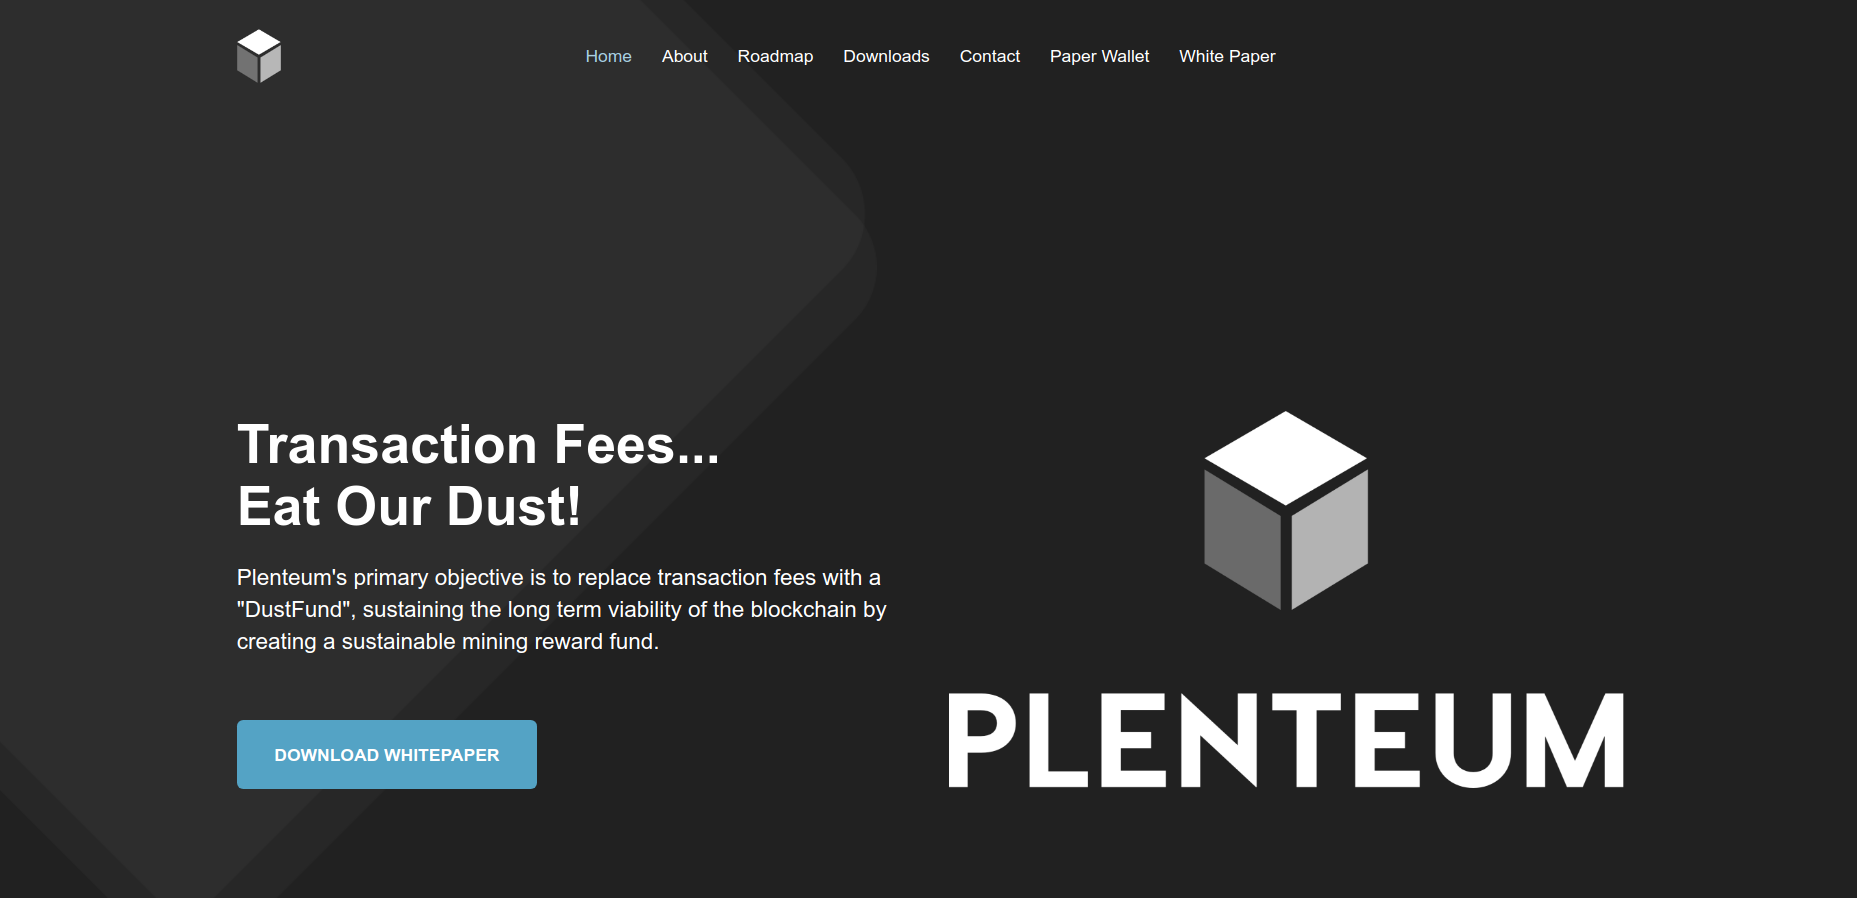 Home About Roadmap Downloads Contact Paper Wallet White Paper
Transaction Fees...
Eat Our Dust!
Plenteum's primary objective is to replace transaction fees with a
"DustFund", sustaining the long term viability of the blockchain by
creating a sustainable mining reward fund.
DOWNLOAD WHITEPAPER
PLENTEUM